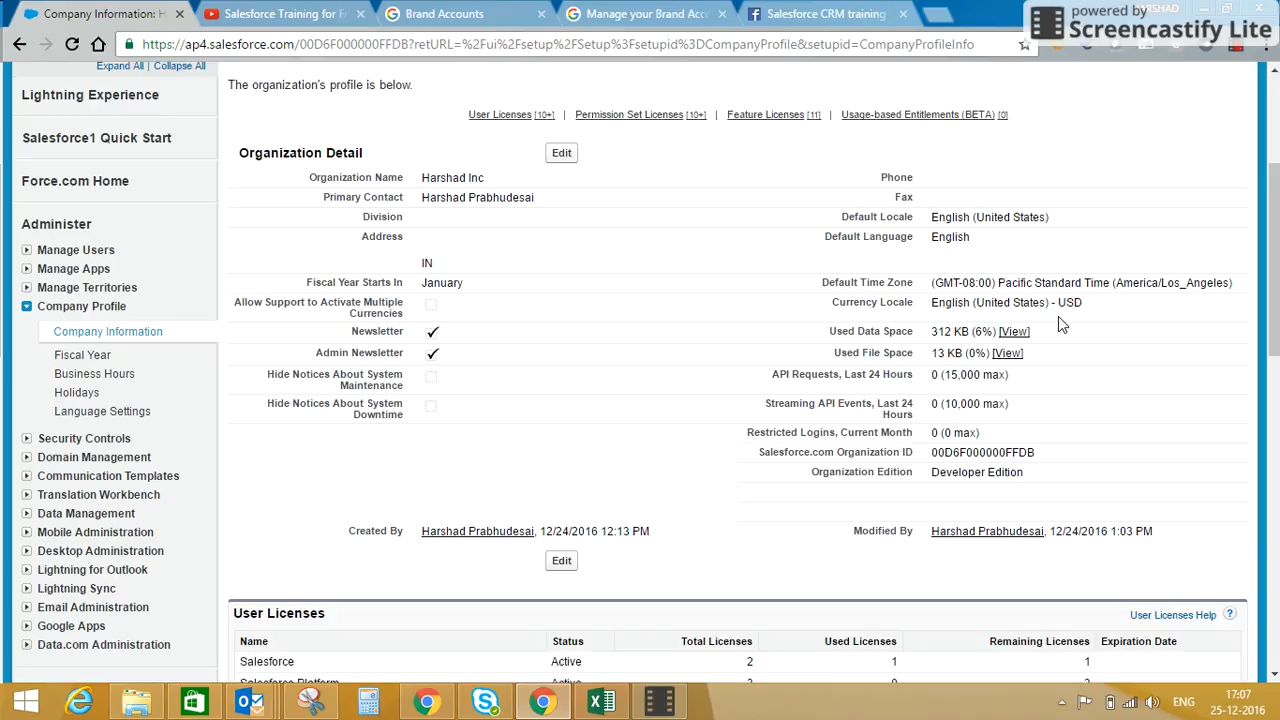 Company Information: H
Salesforce Training for F
Brand Accounts
Manage your Brand Acc
Salesforce CRM training
HARSHAD
powered by
Screencastify Lite
https://ap4.salesforce.com/00D6F000000FFDB?retURL=%2Fui%2Fsetup%2FSetup%3Fsetupid%3DCompanyProfile&setupid=CompanyProfileInfo
Expand All | Collapse All
Lightning Experience
Salesforce1 Quick Start
Force.com Home
Administer
Manage Users
Manage Apps
Manage Territories
Company Profile
Company Information
Fiscal Year
Business Hours
Holidays
Language Settings
Security Controls
Domain Management
Communication Templates
Translation Workbench
Data Management
Mobile Administration
Desktop Administration
Lightning for Outlook
Lightning Sync
Email Administration
Google Apps
Data.com Administration
The organization's profile is below.
User Licenses [10+] | Permission Set Licenses [10+] | Feature Licenses [11] | Usage-based Entitlements (BETA) [0]
Organization Detail Edit
Organization Name Harshad Inc Phone
Primary Contact Harshad Prabhudesai Fax
Division Default Locale English (United States)
Address Default Language English
IN
Fiscal Year Starts In January Default Time Zone (GMT-08:00) Pacific Standard Time (America/Los_Angeles)
Allow Support to Activate Multiple Currencies Currency Locale English (United States) - USD
Newsletter Used Data Space 312 KB (6%) [View]
Admin Newsletter Used File Space 13 KB (0%) [View]
Hide Notices About System Maintenance API Requests, Last 24 Hours 0 (15,000 max)
Hide Notices About System Downtime Streaming API Events, Last 24 Hours 0 (10,000 max)
Restricted Logins, Current Month 0 (0 max)
Salesforce.com Organization ID 00D6F000000FFDB
Organization Edition Developer Edition
Created By Harshad Prabhudesai, 12/24/2016 12:13 PM Modified By Harshad Prabhudesai, 12/24/2016 1:03 PM
Edit
User Licenses User Licenses Help ?
Name Status Total Licenses Used Licenses Remaining Licenses Expiration Date
Salesforce Active 2 1 1
Salesforce Platform Active
ENG
17:07
25-12-2016